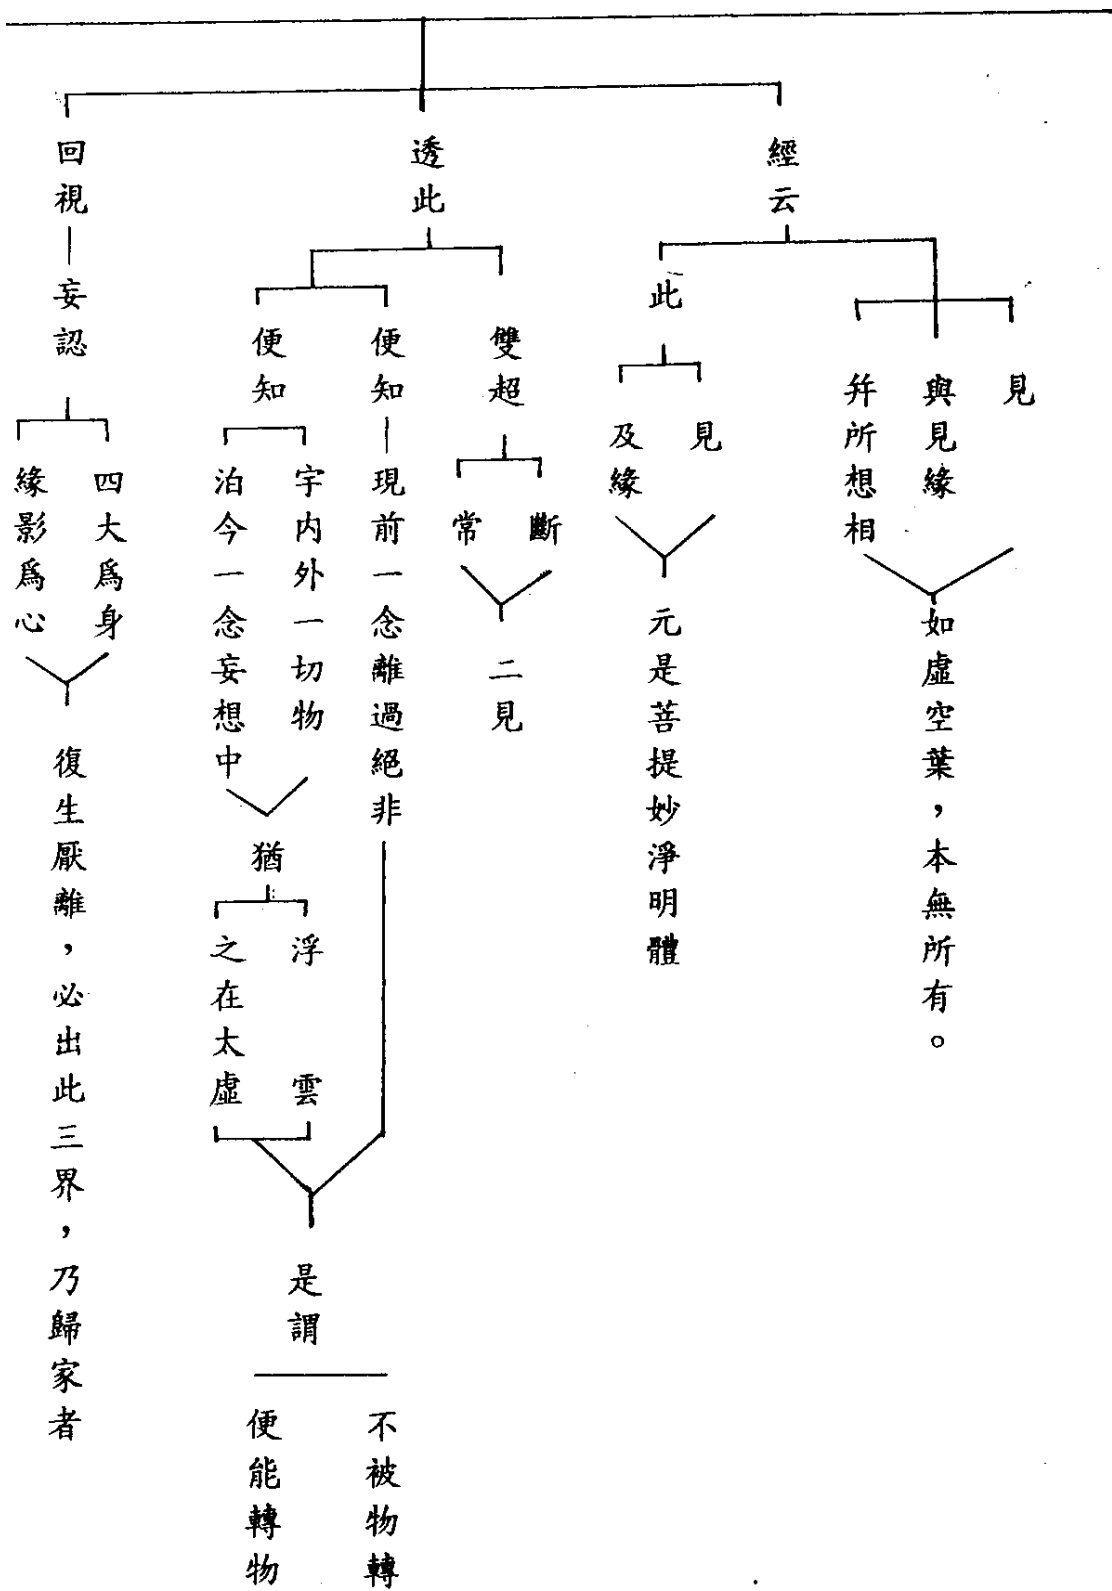 經云
見
與見緣
并所想相
如虛空葉，本無所有。
此
見
及緣
元是菩提妙淨明體
透此
雙超
斷
常
二見
便知
現前一念離過絕非
便知
宇內外一切物
泊今一念妄想中
猶
浮雲
之在太虛
是謂
不被物轉
便能轉物
回視
妄認
四大為身
緣影為心
復生厭離，必出此三界，乃歸家者